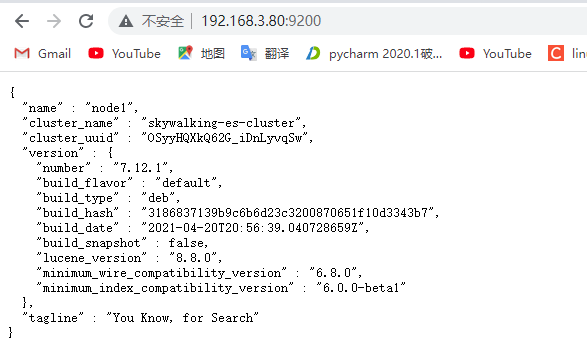 不安全 | 192.168.3.80:9200
Gmail YouTube 地图 翻译 pycharm 2020.1破... YouTube lin
{
  "name" : "node1",
  "cluster_name" : "skywalking-es-cluster",
  "cluster_uuid" : "OSyyHQXkQ62G_iDnLyvqSw",
  "version" : {
    "number" : "7.12.1",
    "build_flavor" : "default",
    "build_type" : "deb",
    "build_hash" : "3186837139b9c6b6d23c3200870651f10d3343b7",
    "build_date" : "2021-04-20T20:56:39.040728659Z",
    "build_snapshot" : false,
    "lucene_version" : "8.8.0",
    "minimum_wire_compatibility_version" : "6.8.0",
    "minimum_index_compatibility_version" : "6.0.0-beta1"
  },
  "tagline" : "You Know, for Search"
}